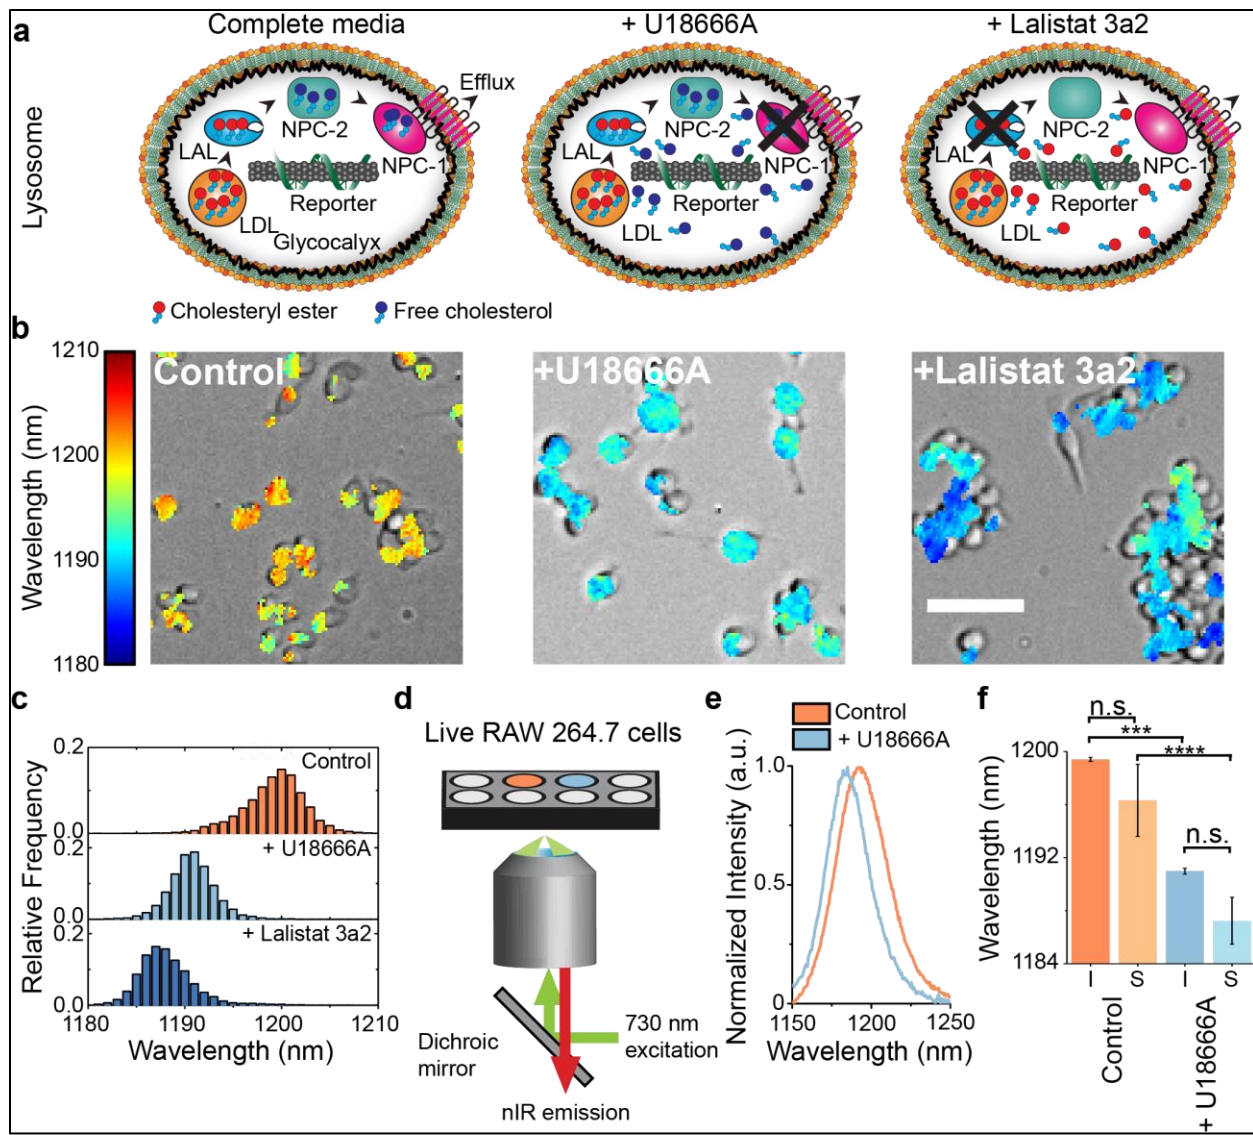 a
Complete media
+ U18666A
+ Lalistat 3a2
Lysosome
Efflux
NPC-2
LAL
NPC-1
Reporter
LDL
Glycocalyx
NPC-2
LAL
NPC-1
Reporter
LDL
NPC-2
LAL
NPC-1
Reporter
LDL
Cholesteryl ester
Free cholesterol
b
Wavelength (nm)
1210
1200
1190
1180
Control
+U18666A
+Lalistat 3a2
c
Relative Frequency
0.2
Control
0.0
0.2
+ U18666A
0.0
0.2
+ Lalistat 3a2
0.0
1180
1190
1200
1210
Wavelength (nm)
d
Live RAW 264.7 cells
730 nm
excitation
Dichroic
mirror
nIR emission
e
Control
+ U18666A
Normalized Intensity (a.u.)
1.0
0.5
0
1150
1200
1250
Wavelength (nm)
f
n.s.
***
****
n.s.
Wavelength (nm)
1200
1192
1184
I
S
I
S
Control
+ U18666A